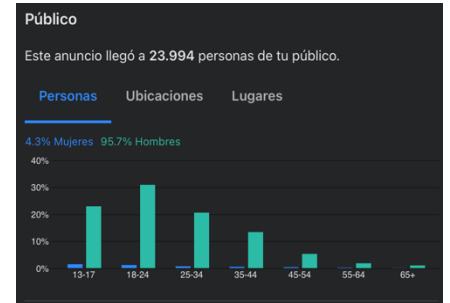 Público
Este anuncio llegó a 23.994 personas de tu público.
Personas Ubicaciones Lugares
4.3% Mujeres 95.7% Hombres
40%
30%
20%
10%
0%
13-17 18-24 25-34 35-44 45-54 55-64 65+